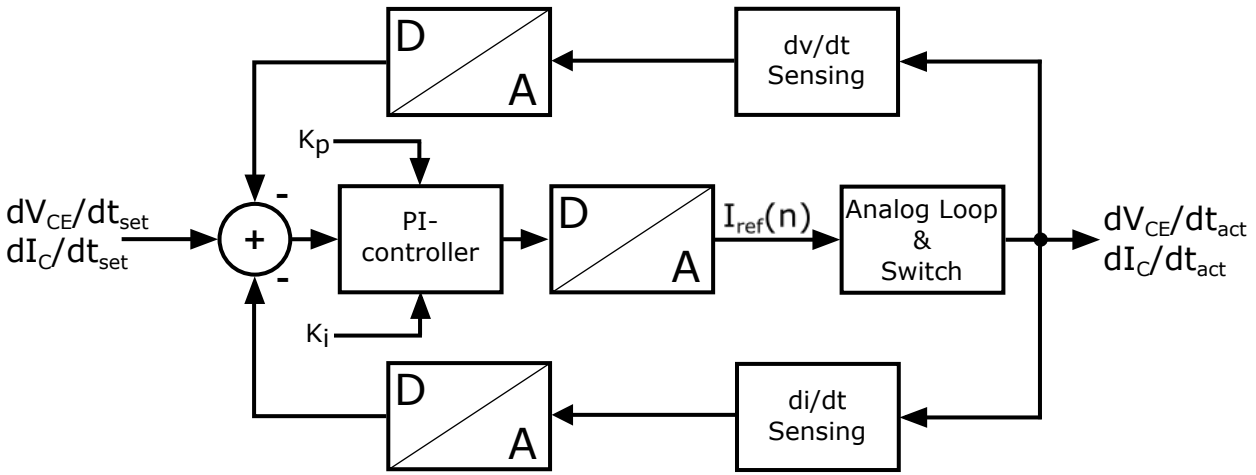 D
A
dv/dt
Sensing
Kp
-
dVCE/dtset
dIC/dtset
+
-
PI-
controller
D
A
Iref(n)
Analog Loop
&
Switch
dVCE/dtact
dIC/dtact
Ki
D
A
di/dt
Sensing